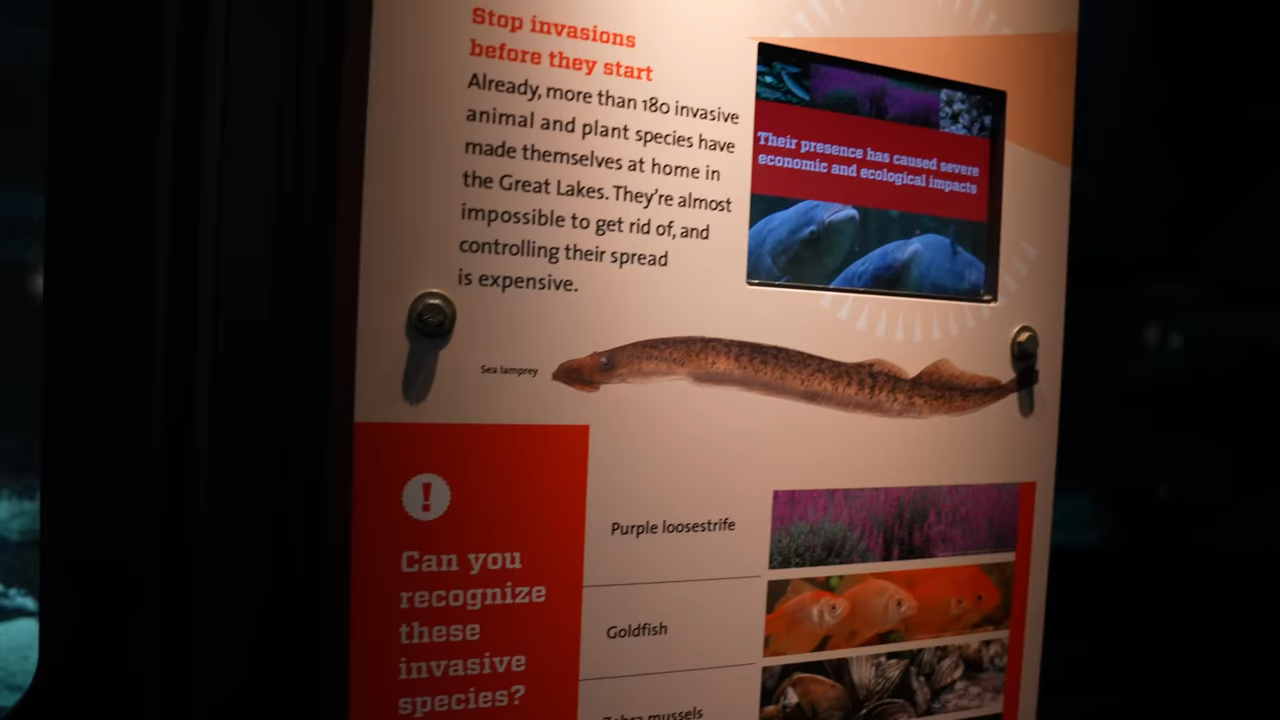 Stop invasions
before they start
Already, more than 180 invasive
animal and plant species have
made themselves at home in
the Great Lakes. They're almost
impossible to get rid of, and
controlling their spread
is expensive.
Their presence has caused severe
economic and ecological impacts
Sea lamprey
!
Can you
recognize
these
invasive
species?
Purple loosestrife
Goldfish
Zebra mussels